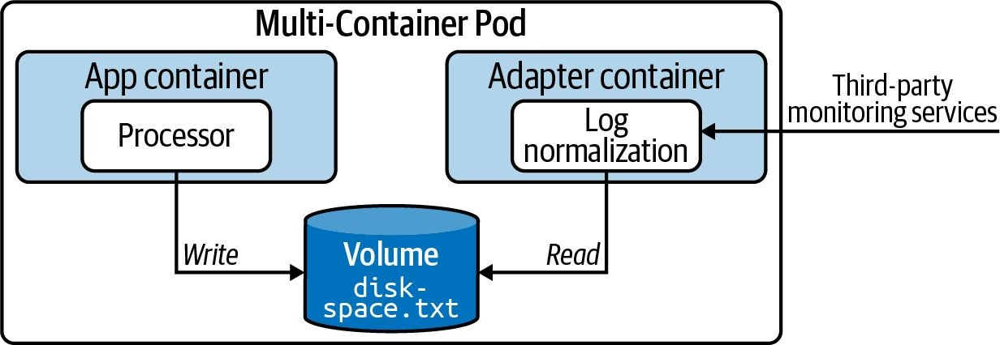 Multi-Container Pod
App container
Processor
Adapter container
Log
normalization
Third-party
monitoring services
Write
Volume
disk-
space.txt
Read